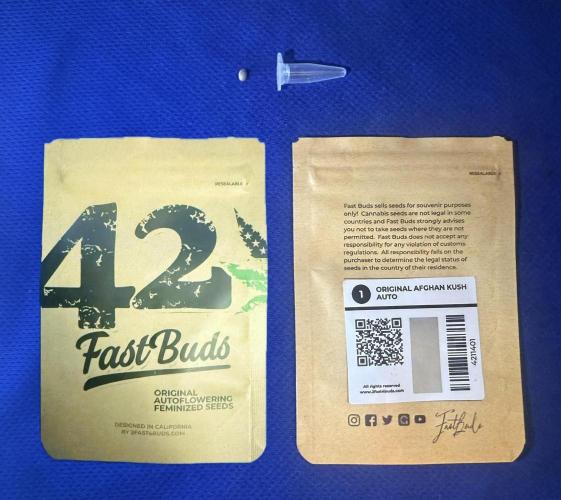 RESEALABLE
42
FastBuds
ORIGINAL
AUTOFLOWERING
FEMINIZED SEEDS
DESIGNED IN CALIFORNIA
BY 2FAST4BUDS.COM
RESEALABLE
Fast Buds sells seeds for souvenir purposes
only! Cannabis seeds are not legal in some
countries and Fast Buds strongly advises
you not to take seeds where they are not
permitted. Fast Buds does not accept any
responsibility for any violation of customs
regulations. All responsibility falls on the
purchaser to determine the legal status of
seeds in the country of their residence.
1 ORIGINAL AFGHAN KUSH
AUTO
4211401
All rights reserved
www.2fast4buds.com
FastBuds